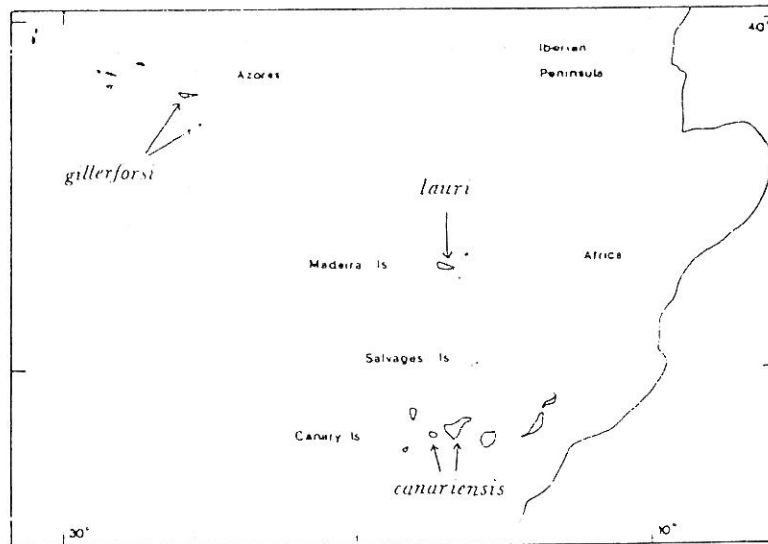 40°
Iberian
Peninsula
Azores
gillerforsi
lauri
Madeira Is
Africa
Salvages Is
Canary Is
canariensis
30°
10°